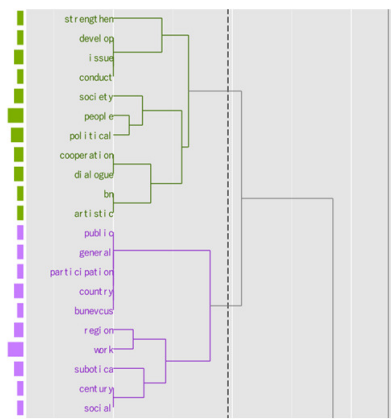 strengthen
develop
issue
conduct
society
people
political
cooperation
dialogue
bn
artistic
public
general
participation
country
bunevcus
region
work
subotica
century
social